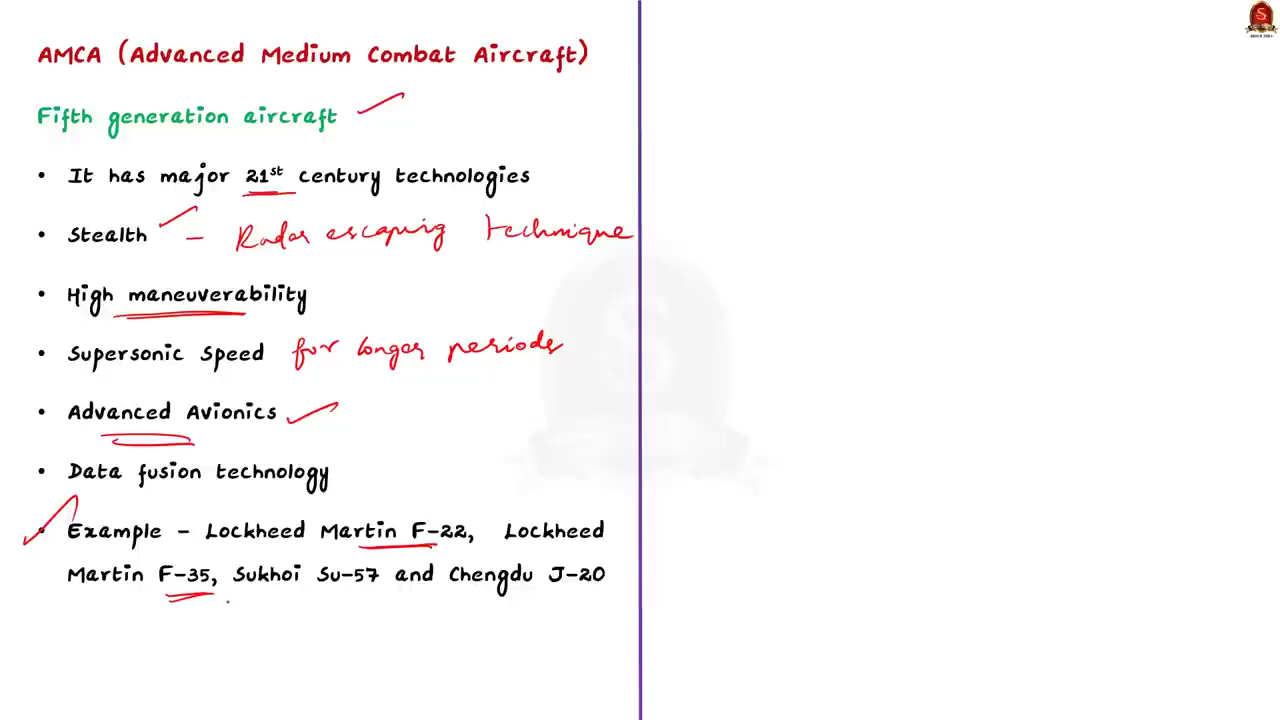 AMCA (Advanced Medium Combat Aircraft)
Fifth generation aircraft
• It has major 21st century technologies
• Stealth – Radar escaping technique
• High maneuverability
• Supersonic Speed for longer periods
• Advanced Avionics
• Data fusion technology
• Example – Lockheed Martin F-22, Lockheed
Martin F-35, Sukhoi Su-57 and Chengdu J-20